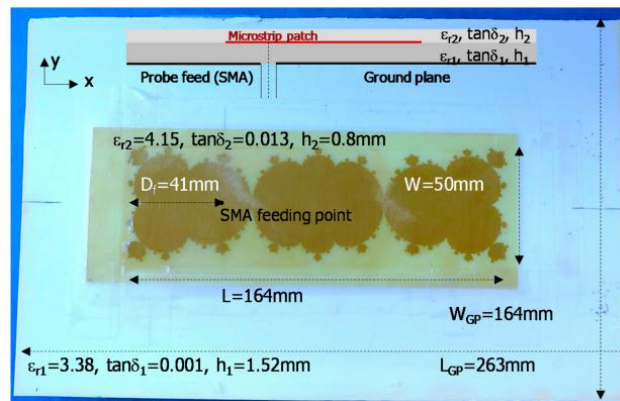 Microstrip patch
εr2, tanδ2, h2
εr1, tanδ1, h1
Probe feed (SMA)
Ground plane
y
x
εr2=4.15, tanδ2=0.013, h2=0.8mm
Df=41mm
W=50mm
SMA feeding point
L=164mm
WGP=164mm
εr1=3.38, tanδ1=0.001, h1=1.52mm
LGP=263mm